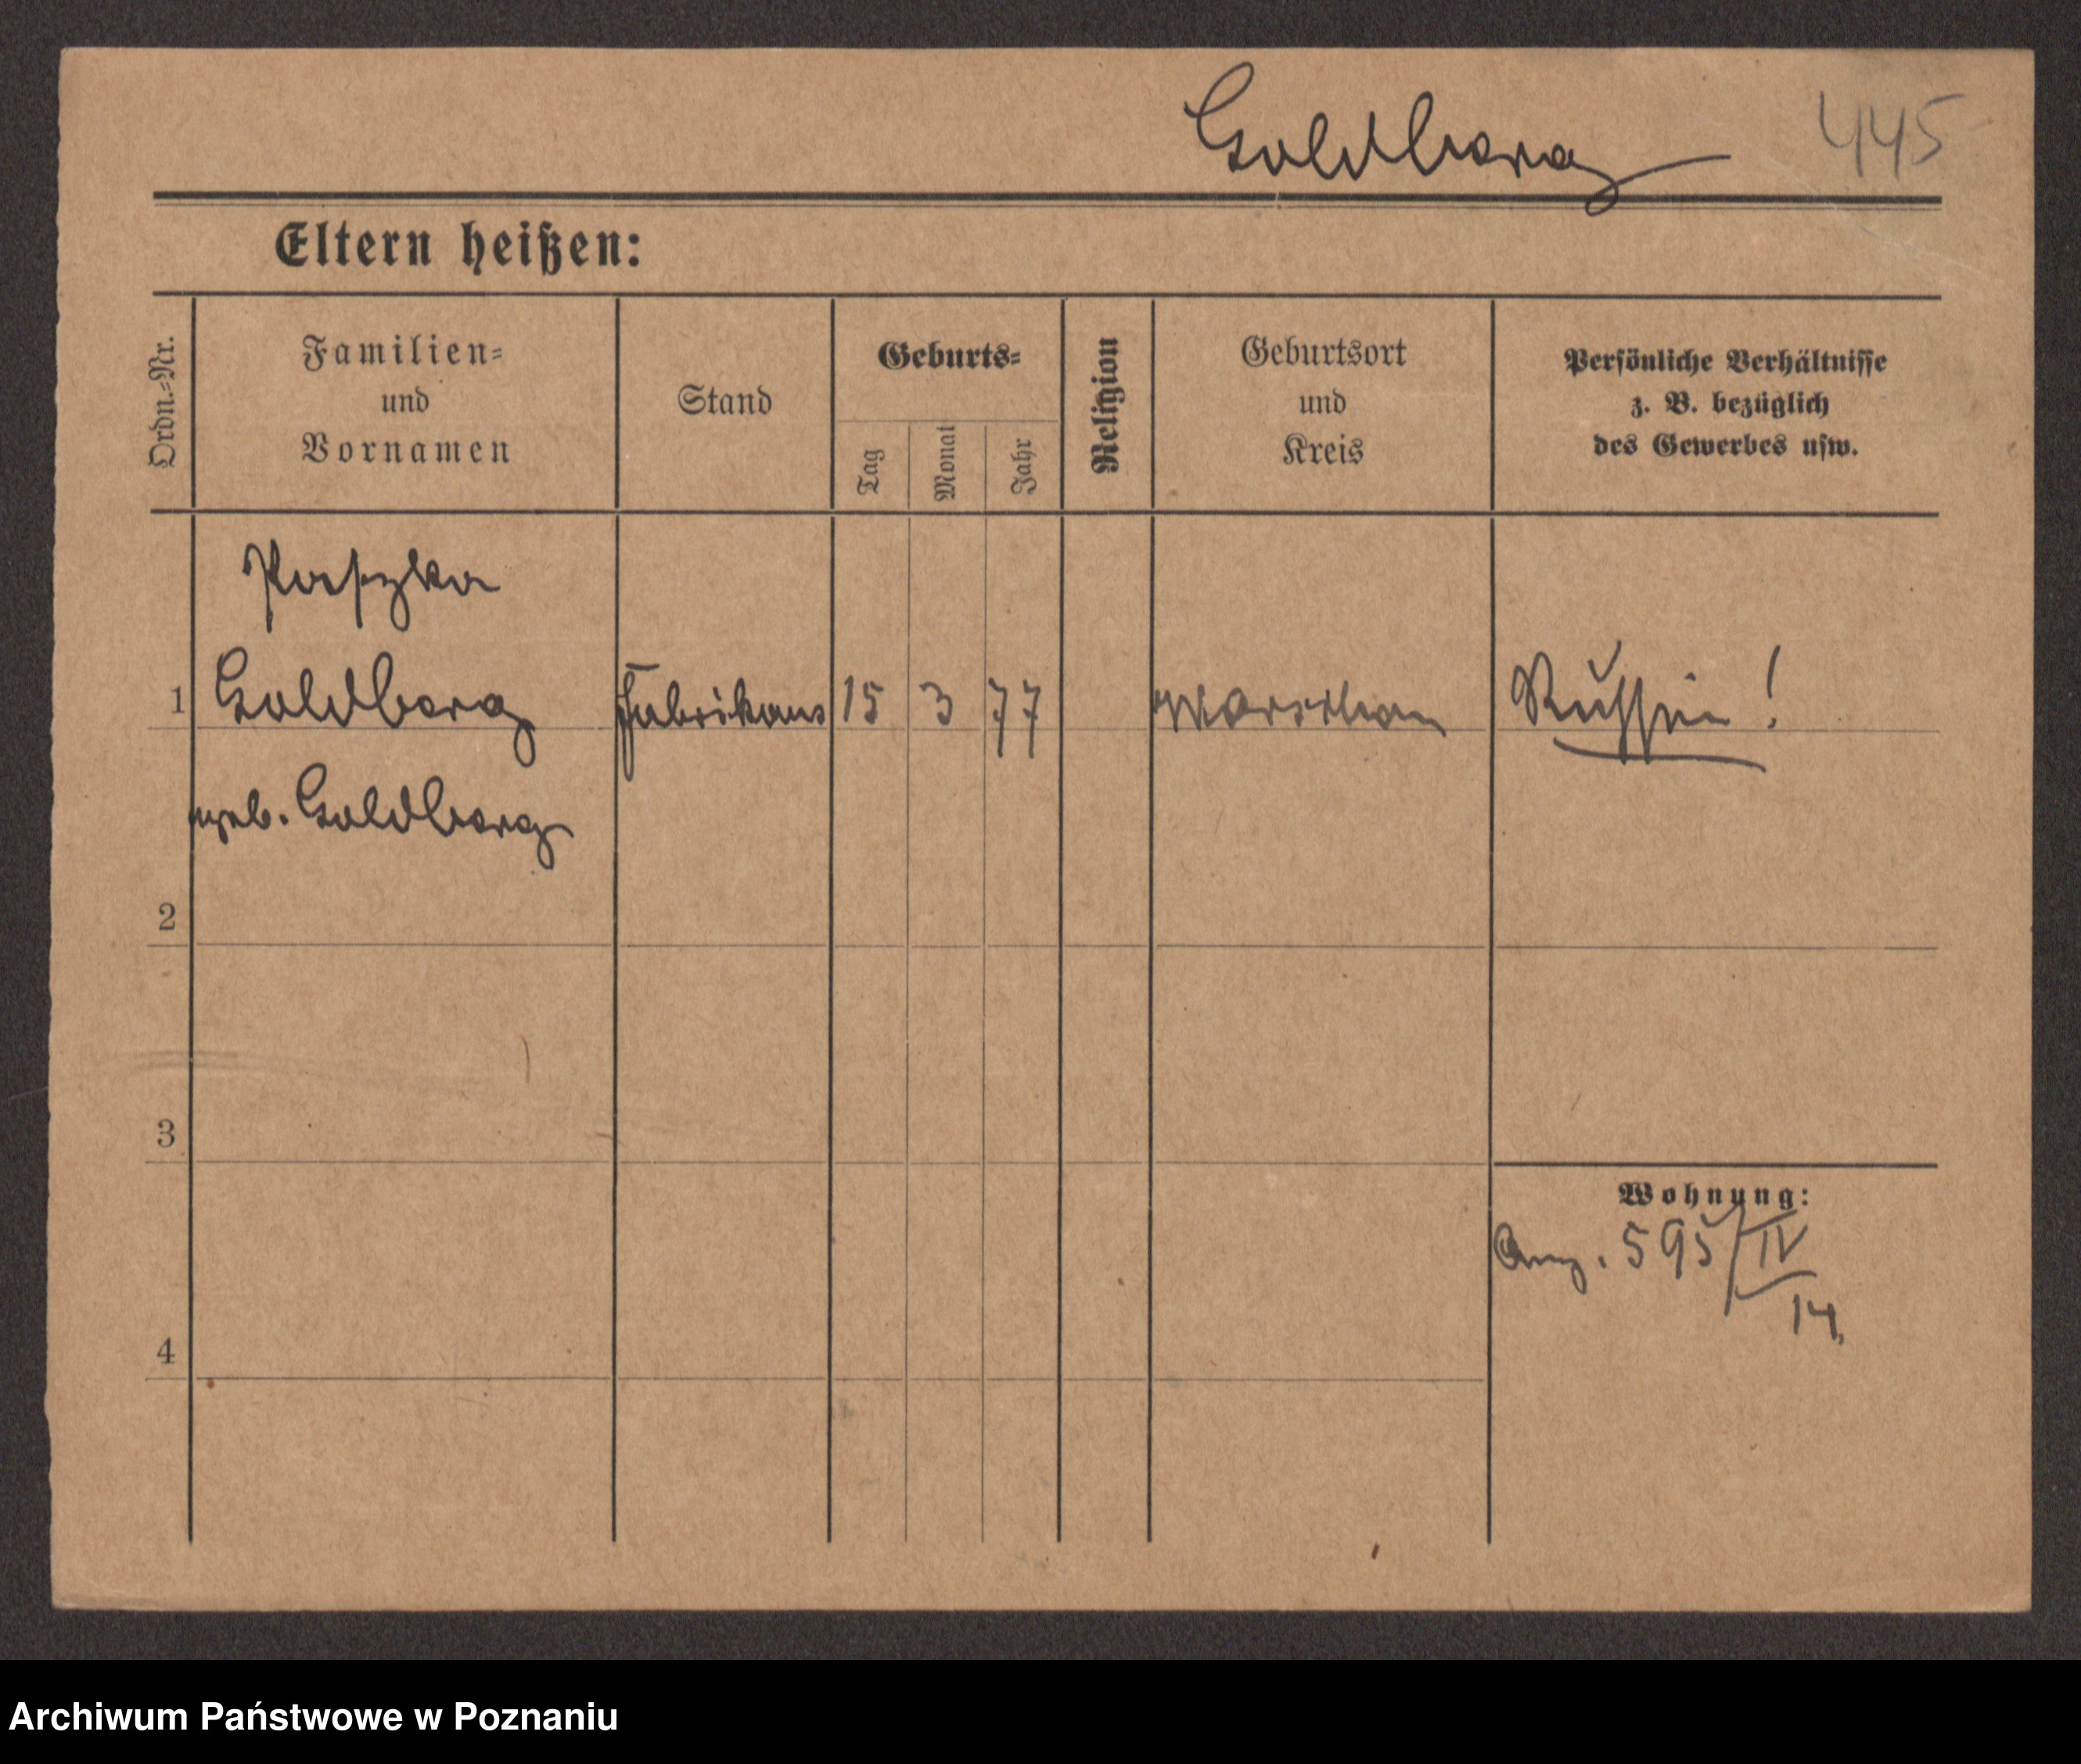 Goldberg 445
Eltern heißen:
Ordn.-Nr.
Familien-
und
Vornamen
Stand
Geburts-
Tag
Monat
Jahr
Religion
Geburtsort
und
Kreis
Persönliche Verhältnisse
z. B. bezüglich
des Gewerbes usw.
1 Goldberg 15 3 77 Warschau Russin!
geb. Goldberg
2
3
Wohnung:
Ang. 595/IV
14.
4
Archiwum Państwowe w Poznaniu